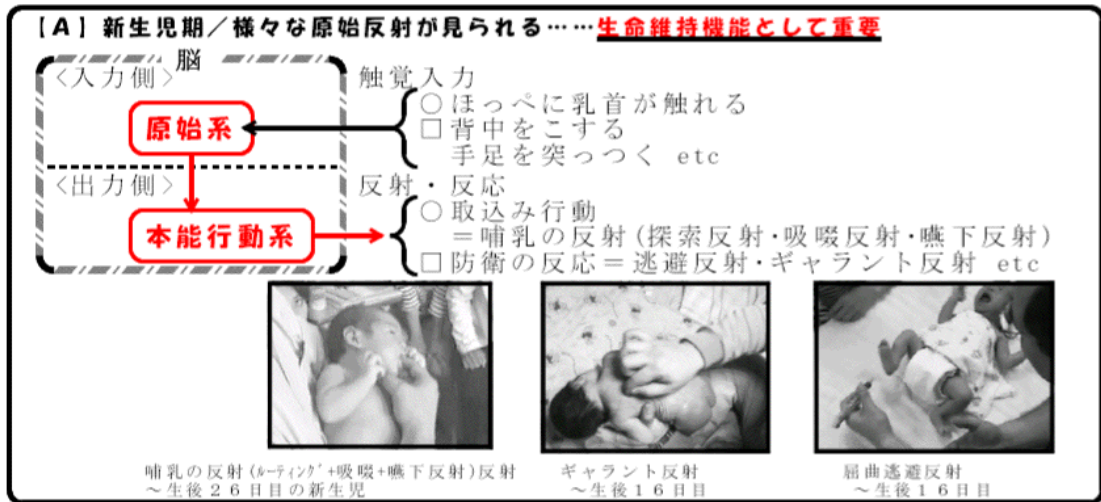 【A】新生児期／様々な原始反射が見られる……生命維持機能として重要
脳
〈入力側〉
原始系
触覚入力
○ほっぺに乳首が触れる
□背中をこする
手足を突っつく etc
〈出力側〉
本能行動系
反射・反応
○取込み行動
＝哺乳の反射(探索反射・吸啜反射・嚥下反射)
□防衛の反応＝逃避反射・ギャラント反射 etc
哺乳の反射(ﾙｰﾃｨﾝｸﾞ+吸啜+嚥下反射)反射
～生後26日目の新生児
ギャラント反射
～生後16日目
屈曲逃避反射
～生後16日目